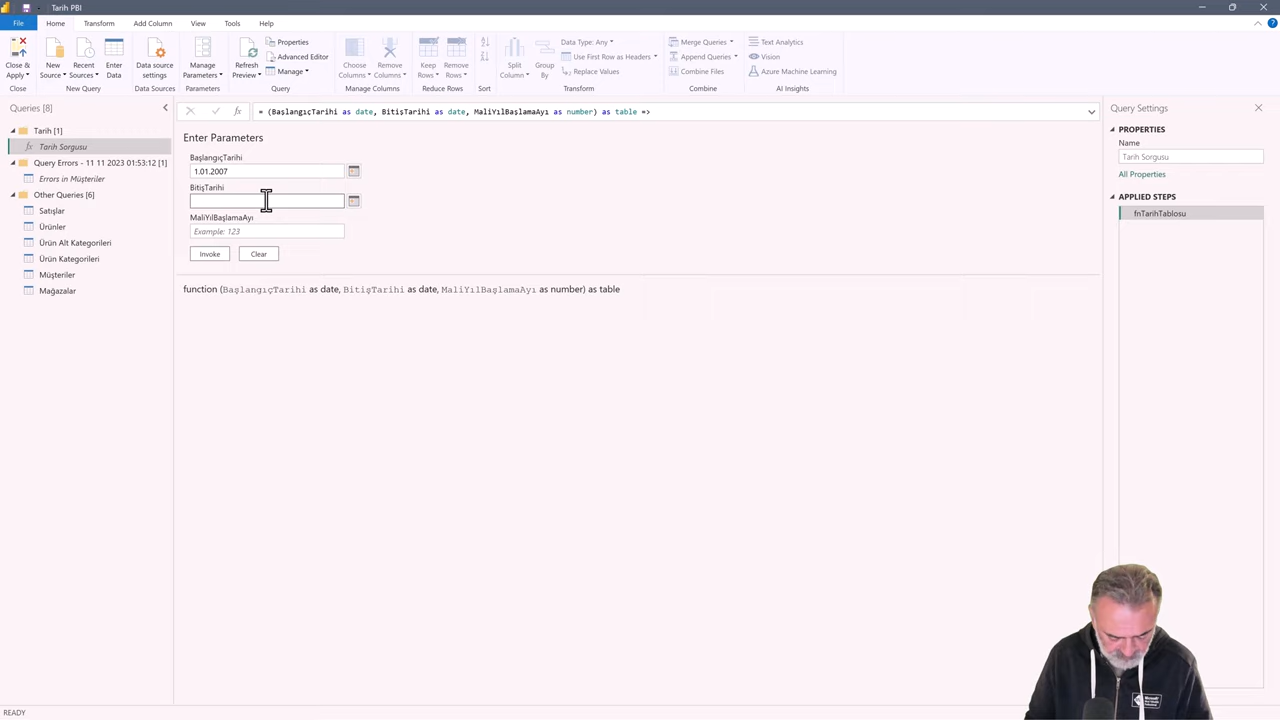 Tarih PBI
File Home Transform Add Column View Tools Help
Close & Apply
New Source
Recent Sources
Enter Data
Data source settings
Manage Parameters
Refresh Preview
Properties
Advanced Editor
Manage
Choose Columns
Remove Columns
Keep Rows
Remove Rows
Split Column
Group By
Data Type: Any
Use First Row as Headers
Replace Values
Merge Queries
Append Queries
Combine Files
Text Analytics
Vision
Azure Machine Learning
Close New Query Data Sources Parameters Query Manage Columns Reduce Rows Sort Transform Combine AI Insights
Queries [8]
Tarih [1]
fx Tarih Sorgusu
Query Errors - 11 11 2023 01:53:12 [1]
Errors in Müşteriler
Other Queries [6]
Satışlar
Ürünler
Ürün Alt Kategorileri
Ürün Kategorileri
Müşteriler
Mağazalar
fx = (BaşlangıçTarihi as date, BitişTarihi as date, MaliYılBaşlamaAyı as number) as table =>
Enter Parameters
BaşlangıçTarihi
1.01.2007
BitişTarihi
MaliYılBaşlamaAyı
Example: 123
Invoke Clear
function (BaşlangıçTarihi as date, BitişTarihi as date, MaliYılBaşlamaAyı as number) as table
Query Settings
PROPERTIES
Name
Tarih Sorgusu
All Properties
APPLIED STEPS
fnTarihTablosu
READY